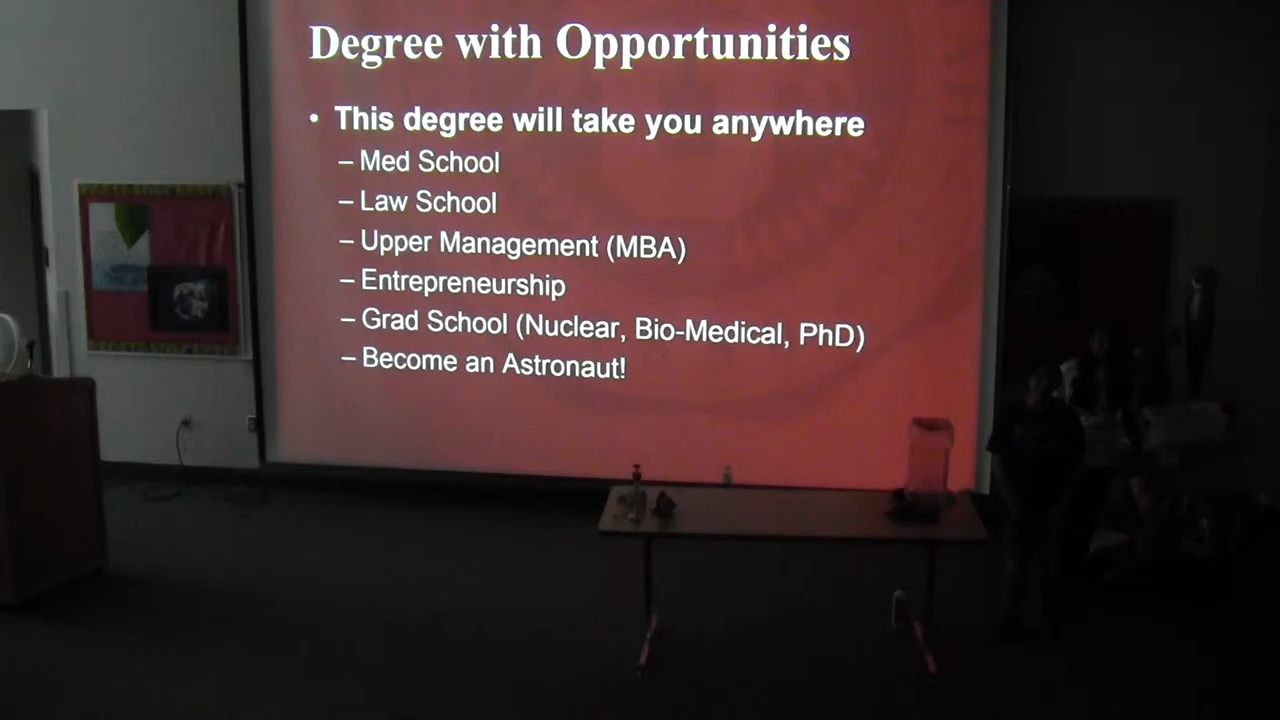 Degree with Opportunities
• This degree will take you anywhere
– Med School
– Law School
– Upper Management (MBA)
– Entrepreneurship
– Grad School (Nuclear, Bio-Medical, PhD)
– Become an Astronaut!